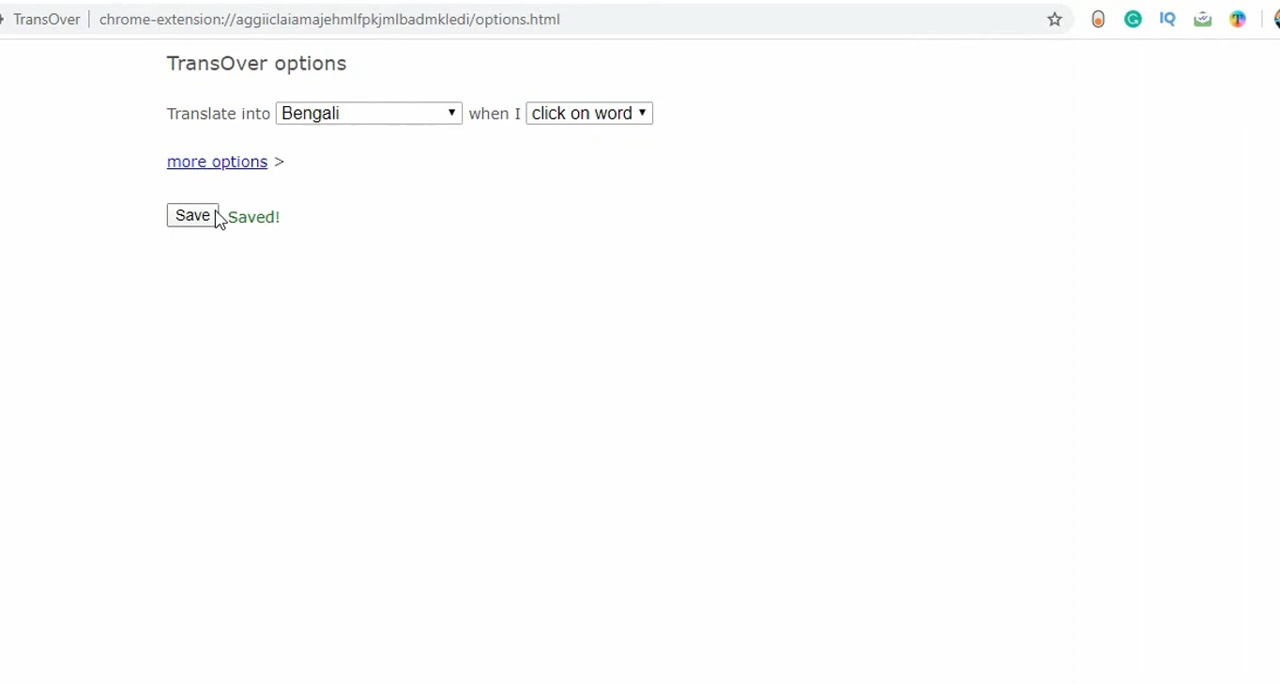 TransOver | chrome-extension://aggiiclaiamajehmlfpkjmlbadmkledi/options.html IQ T
TransOver options
Translate into Bengali when I click on word
more options >
Save Saved!